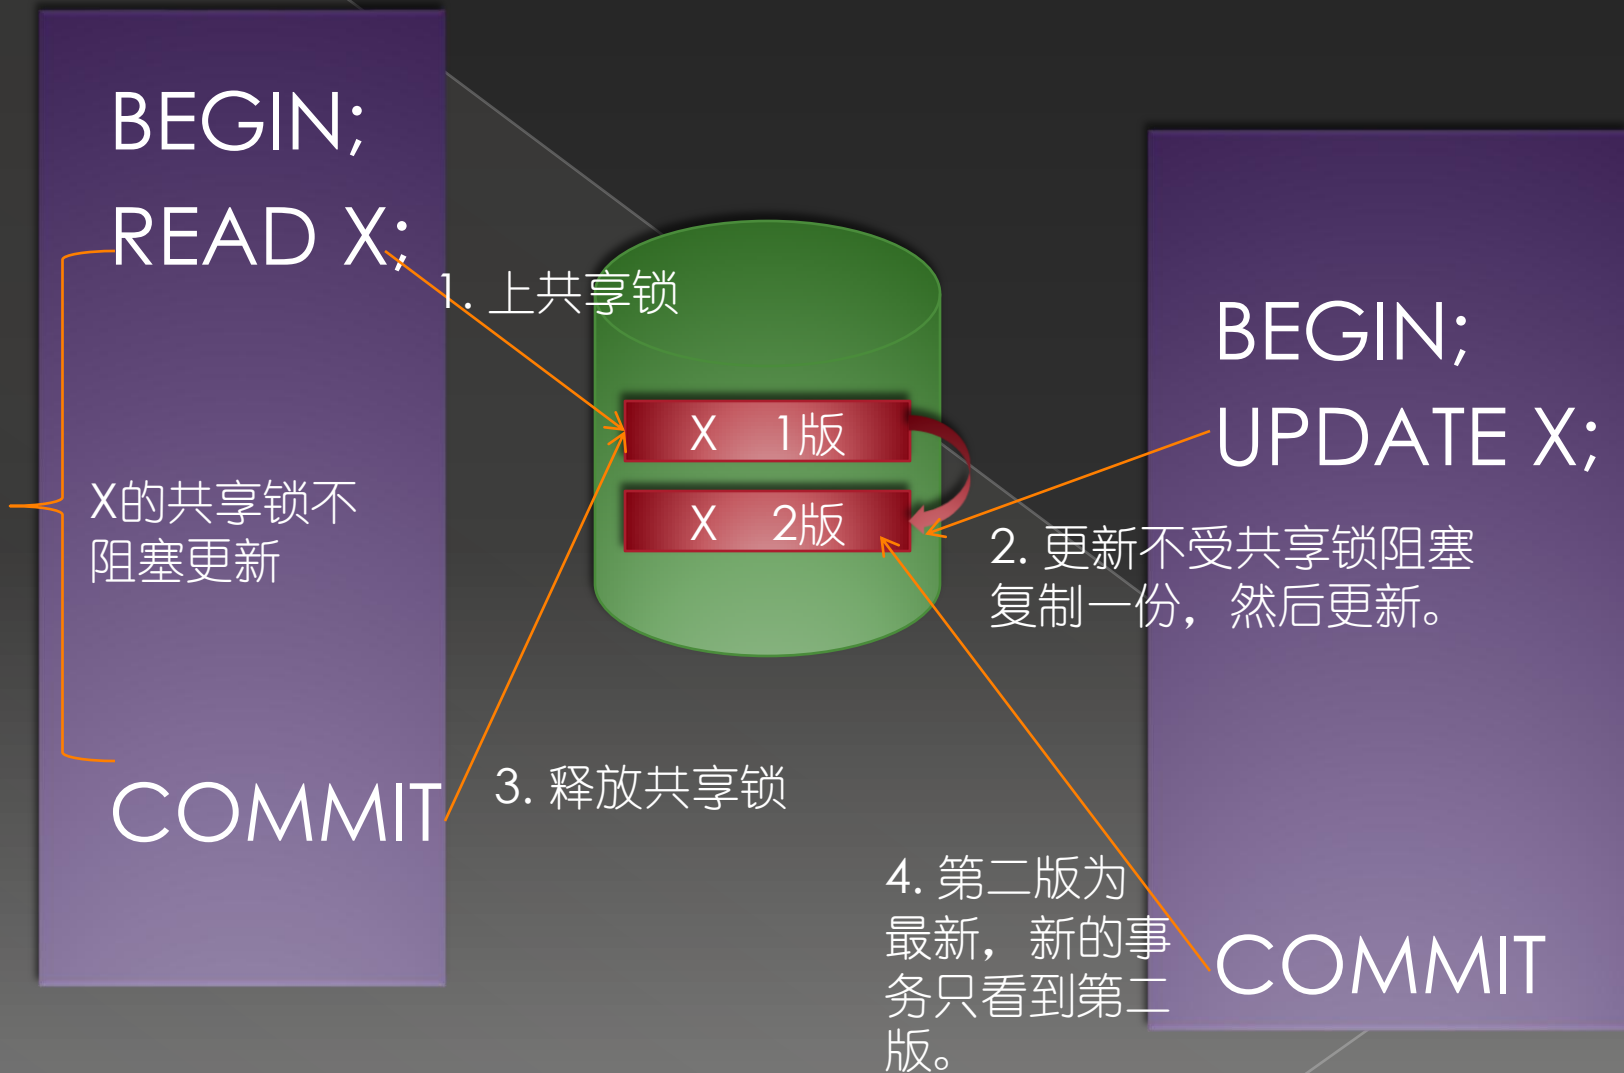 BEGIN;
READ X;
X的共享锁不
阻塞更新
COMMIT
1. 上共享锁
X 1版
X 2版
3. 释放共享锁
BEGIN;
UPDATE X;
2. 更新不受共享锁阻塞
复制一份，然后更新。
4. 第二版为
最新，新的事
务只看到第二
版。
COMMIT